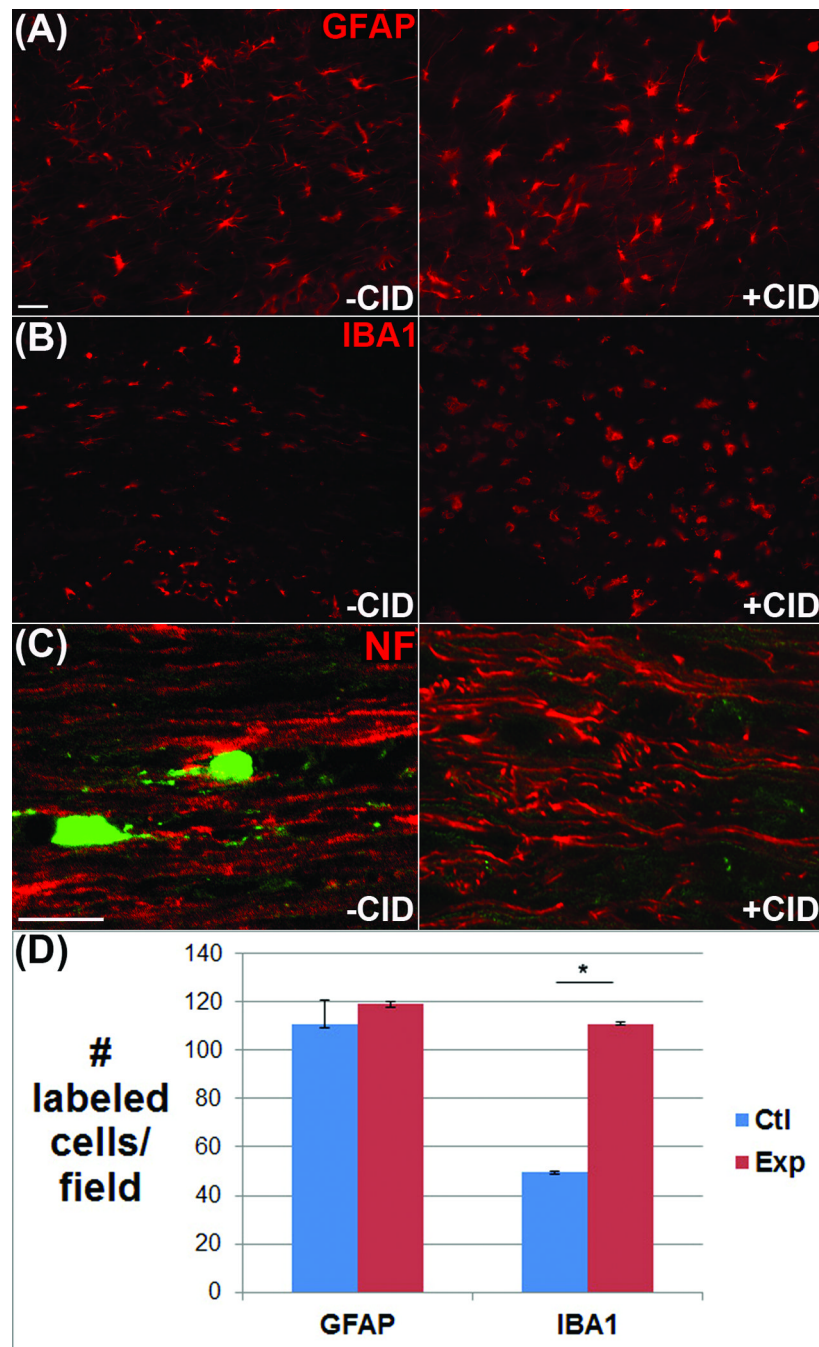 (A)
GFAP
-CID
+CID
(B)
IBA1
-CID
+CID
(C)
NF
-CID
+CID
(D)
140
120
100
80
60
40
20
0
#
labeled
cells/
field
*
GFAP
IBA1
Ctl
Exp